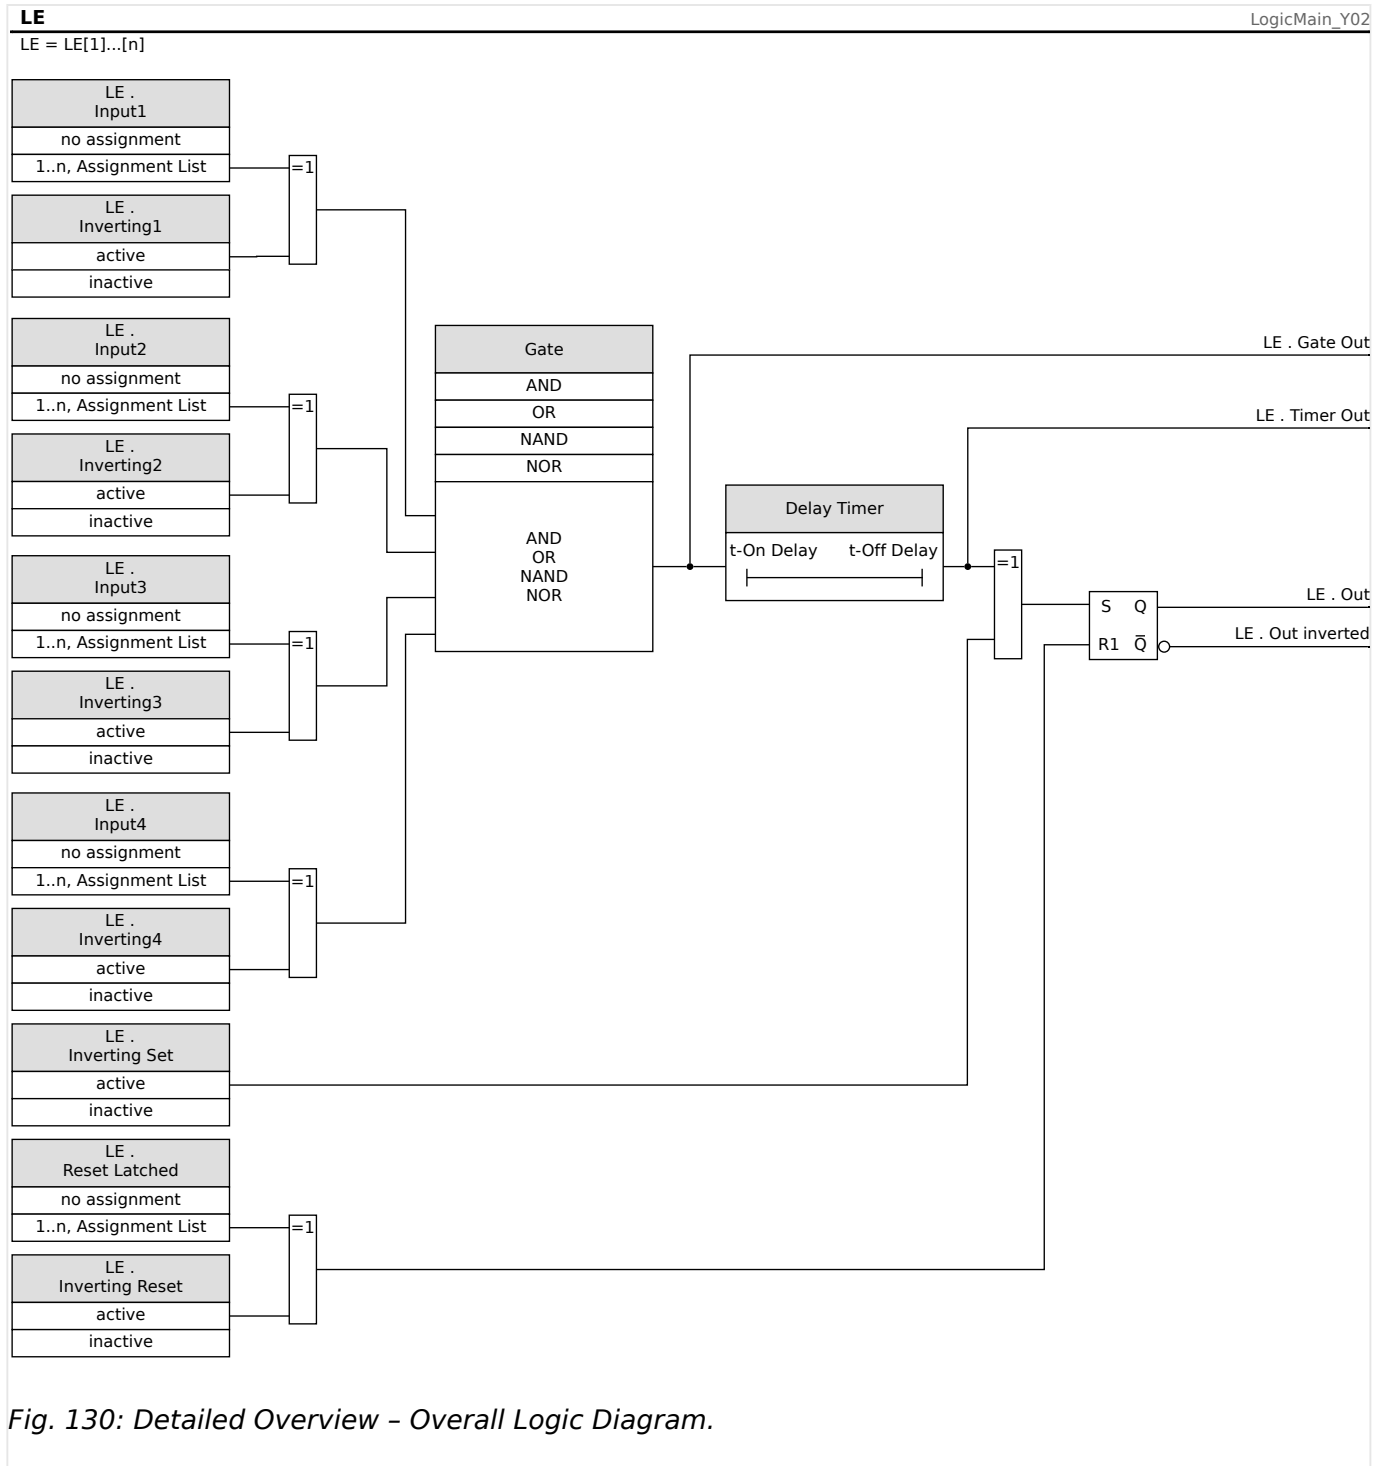 LE
LogicMain_Y02
LE = LE[1]...[n]
LE .
Input1
no assignment
1..n, Assignment List
=1
LE .
Inverting1
active
inactive
LE .
Input2
no assignment
1..n, Assignment List
=1
LE .
Inverting2
active
inactive
LE .
Input3
no assignment
1..n, Assignment List
=1
LE .
Inverting3
active
inactive
LE .
Input4
no assignment
1..n, Assignment List
=1
LE .
Inverting4
active
inactive
LE .
Inverting Set
active
inactive
LE .
Reset Latched
no assignment
1..n, Assignment List
=1
LE .
Inverting Reset
active
inactive
Gate
AND
OR
NAND
NOR
AND
OR
NAND
NOR
Delay Timer
t-On Delay t-Off Delay
=1
S Q
R1 Q̅
LE . Gate Out
LE . Timer Out
LE . Out
LE . Out inverted
Fig. 130: Detailed Overview – Overall Logic Diagram.